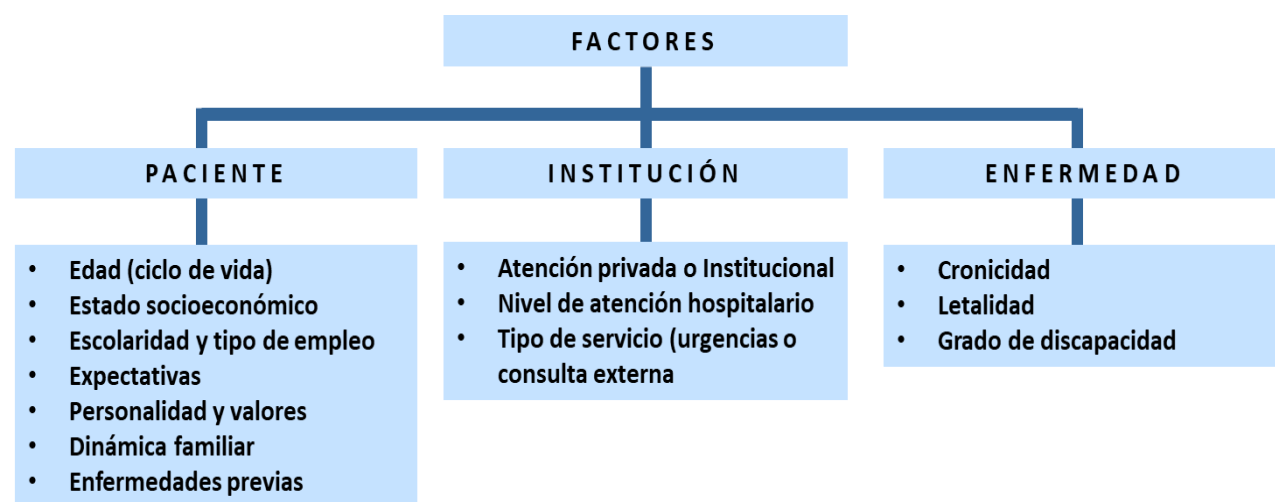 FACTORES
PACIENTE
• Edad (ciclo de vida)
• Estado socioeconómico
• Escolaridad y tipo de empleo
• Expectativas
• Personalidad y valores
• Dinámica familiar
• Enfermedades previas
INSTITUCIÓN
• Atención privada o Institucional
• Nivel de atención hospitalario
• Tipo de servicio (urgencias o
consulta externa
ENFERMEDAD
• Cronicidad
• Letalidad
• Grado de discapacidad